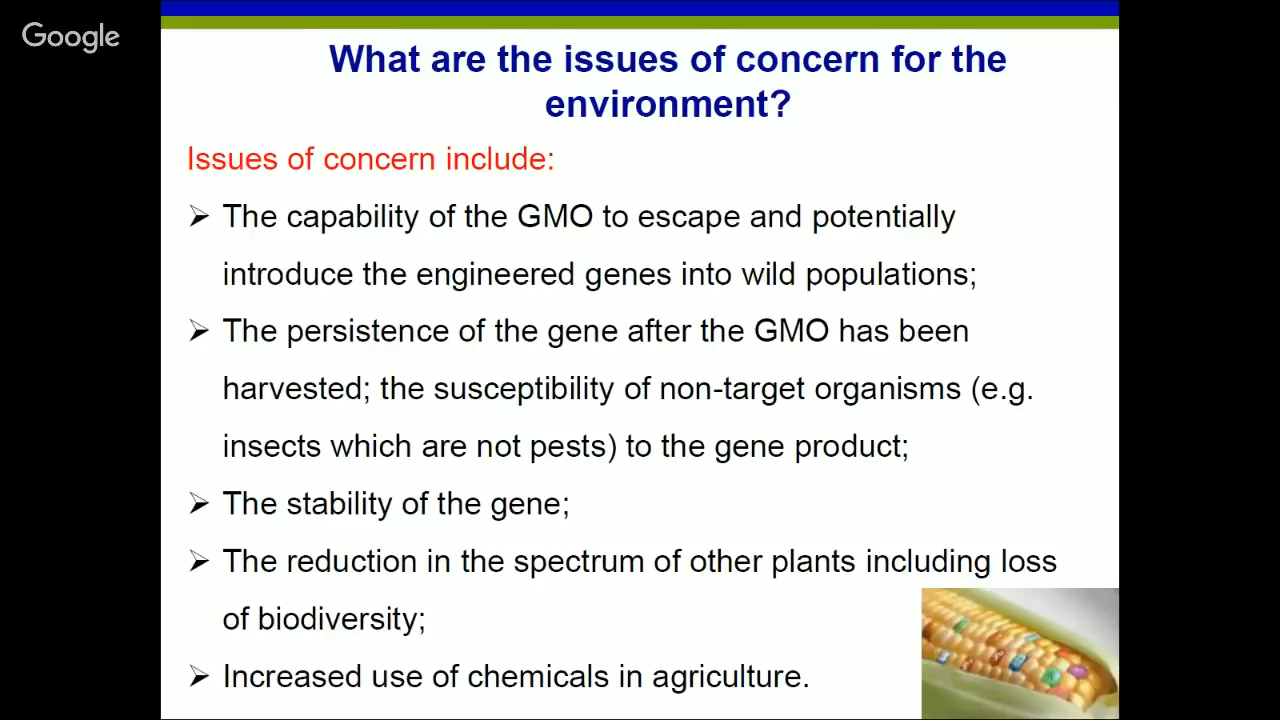 Google
What are the issues of concern for the
environment?
Issues of concern include:
➢ The capability of the GMO to escape and potentially
introduce the engineered genes into wild populations;
➢ The persistence of the gene after the GMO has been
harvested; the susceptibility of non-target organisms (e.g.
insects which are not pests) to the gene product;
➢ The stability of the gene;
➢ The reduction in the spectrum of other plants including loss
of biodiversity;
➢ Increased use of chemicals in agriculture.